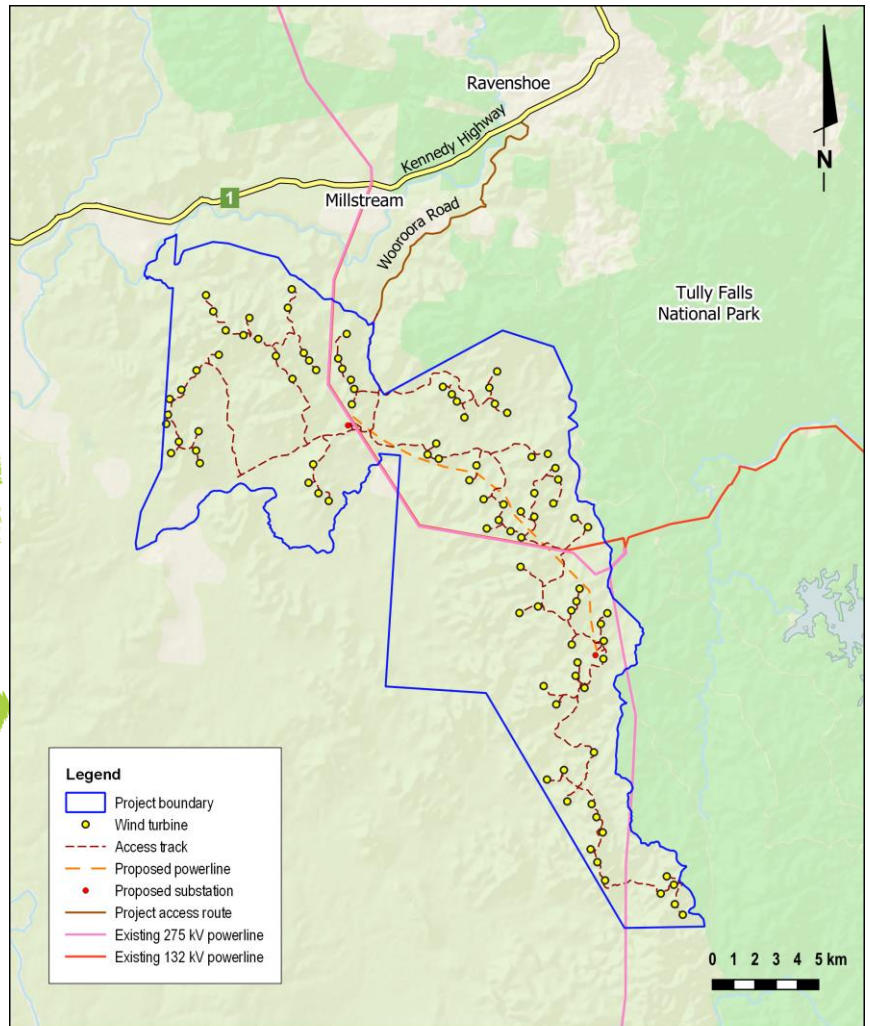 Ravenshoe
Kennedy Highway
1
Millstream
Wooroora Road
N
Tully Falls
National Park
Legend
Project boundary
Wind turbine
Access track
Proposed powerline
Proposed substation
Project access route
Existing 275 kV powerline
Existing 132 kV powerline
0 1 2 3 4 5 km